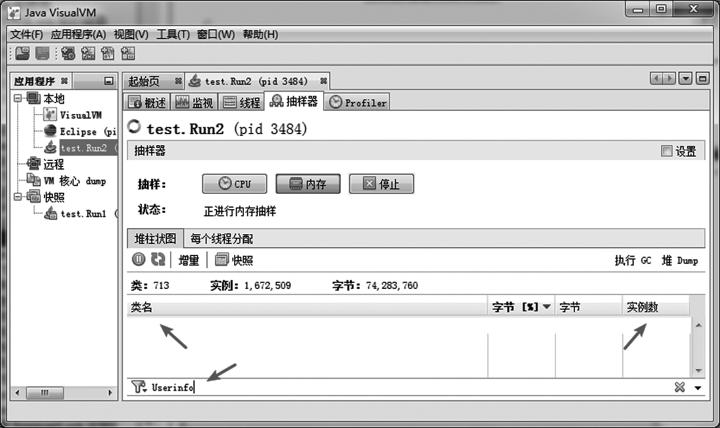 Java VisualVM
文件(F) 应用程序(A) 视图(V) 工具(T) 窗口(W) 帮助(H)
应用程序
起始页 test.Run2 (pid 3484)
本地
VisualVM
Eclipse (pi
test.Run2 (
远程
VM 核心 dump
快照
test.Run1 (
概述 监视 线程 抽样器 Profiler
test.Run2 (pid 3484)
抽样器 设置
抽样： CPU 内存 停止
状态： 正进行内存抽样
堆柱状图 每个线程分配
增量 快照 执行 GC 堆 Dump
类：713 实例：1,672,509 字节：74,283,760
类名 字节 [%] 字节 实例数
Userinfo